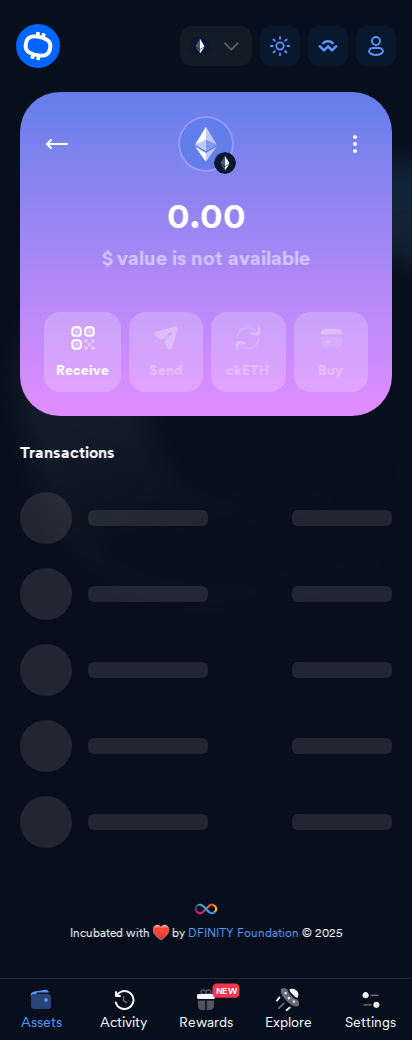 0.00
$ value is not available
Receive
Send
ckETH
Buy
Transactions
Incubated with ❤️ by DFINITY Foundation © 2025
NEW
Assets
Activity
Rewards
Explore
Settings